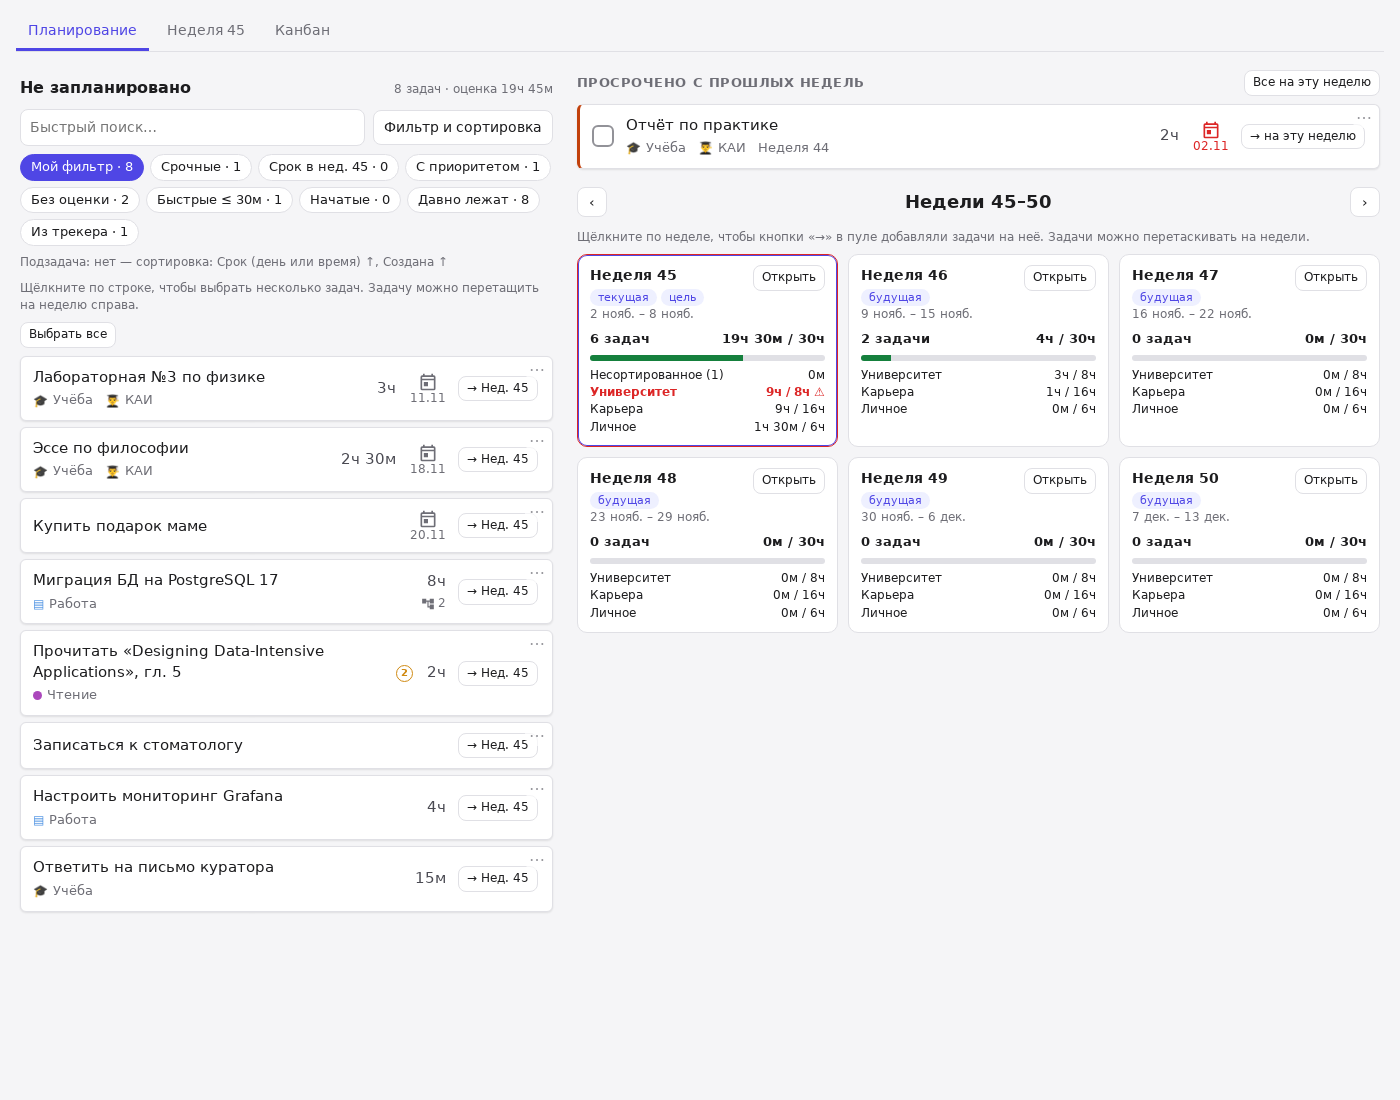 Планирование
Неделя 45
Канбан
Не запланировано
8 задач · оценка 19ч 45м
Быстрый поиск...
Фильтр и сортировка
Мой фильтр · 8
Срочные · 1
Срок в нед. 45 · 0
С приоритетом · 1
Без оценки · 2
Быстрые ≤ 30м · 1
Начатые · 0
Давно лежат · 8
Из трекера · 1
Подзадача: нет — сортировка: Срок (день или время) ↑, Создана ↑
Щёлкните по строке, чтобы выбрать несколько задач. Задачу можно перетащить
на неделю справа.
Выбрать все
Лабораторная №3 по физике
Учёба
КАИ
3ч
11.11
→ Нед. 45
Эссе по философии
Учёба
КАИ
2ч 30м
18.11
→ Нед. 45
Купить подарок маме
20.11
→ Нед. 45
Миграция БД на PostgreSQL 17
Работа
8ч
2
→ Нед. 45
Прочитать «Designing Data-Intensive
Applications», гл. 5
Чтение
2
2ч
→ Нед. 45
Записаться к стоматологу
→ Нед. 45
Настроить мониторинг Grafana
Работа
4ч
→ Нед. 45
Ответить на письмо куратора
Учёба
15м
→ Нед. 45
ПРОСРОЧЕНО С ПРОШЛЫХ НЕДЕЛЬ
Все на эту неделю
Отчёт по практике
Учёба
КАИ
Неделя 44
2ч
02.11
→ на эту неделю
‹
Недели 45–50
›
Щёлкните по неделе, чтобы кнопки «→» в пуле добавляли задачи на неё. Задачи можно перетаскивать на недели.
Неделя 45
Открыть
текущая
цель
2 нояб. – 8 нояб.
6 задач
19ч 30м / 30ч
Несортированное (1)
0м
Университет
9ч / 8ч ⚠
Карьера
9ч / 16ч
Личное
1ч 30м / 6ч
Неделя 46
Открыть
будущая
9 нояб. – 15 нояб.
2 задачи
4ч / 30ч
Университет
3ч / 8ч
Карьера
1ч / 16ч
Личное
0м / 6ч
Неделя 47
Открыть
будущая
16 нояб. – 22 нояб.
0 задач
0м / 30ч
Университет
0м / 8ч
Карьера
0м / 16ч
Личное
0м / 6ч
Неделя 48
Открыть
будущая
23 нояб. – 29 нояб.
0 задач
0м / 30ч
Университет
0м / 8ч
Карьера
0м / 16ч
Личное
0м / 6ч
Неделя 49
Открыть
будущая
30 нояб. – 6 дек.
0 задач
0м / 30ч
Университет
0м / 8ч
Карьера
0м / 16ч
Личное
0м / 6ч
Неделя 50
Открыть
будущая
7 дек. – 13 дек.
0 задач
0м / 30ч
Университет
0м / 8ч
Карьера
0м / 16ч
Личное
0м / 6ч